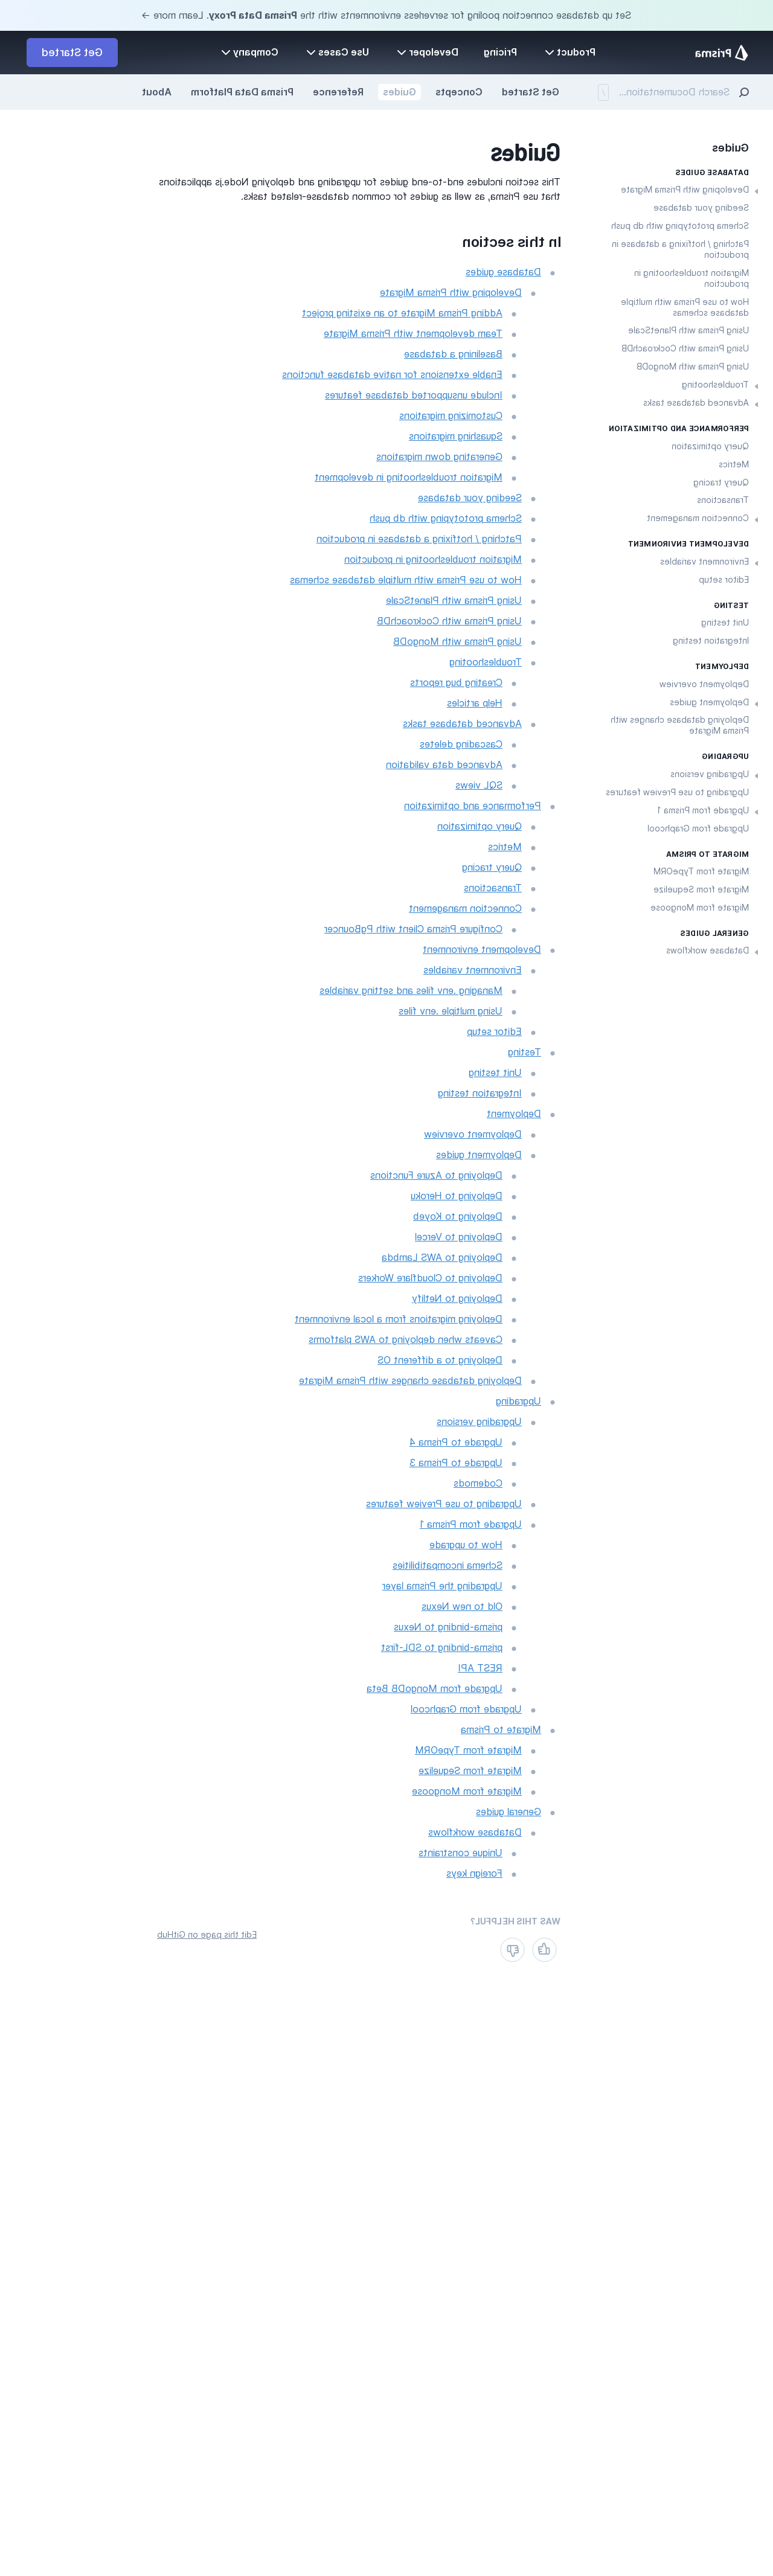 Set up database connection pooling for serverless environments with the Prisma Data Proxy. Learn more →
Prisma
Product
Pricing
Developer
Use Cases
Company
Get Started
Search Documentation...
/
Get Started
Concepts
Guides
Reference
Prisma Data Platform
About
Guides
DATABASE GUIDES
Developing with Prisma Migrate
Seeding your database
Schema prototyping with db push
Patching / hotfixing a database in
production
Migration troubleshooting in
production
How to use Prisma with multiple
database schemas
Using Prisma with PlanetScale
Using Prisma with CockroachDB
Using Prisma with MongoDB
Troubleshooting
Advanced database tasks
PERFORMANCE AND OPTIMIZATION
Query optimization
Metrics
Query tracing
Transactions
Connection management
DEVELOPMENT ENVIRONMENT
Environment variables
Editor setup
TESTING
Unit testing
Integration testing
DEPLOYMENT
Deployment overview
Deployment guides
Deploying database changes with
Prisma Migrate
UPGRADING
Upgrading versions
Upgrading to use Preview features
Upgrade from Prisma 1
Upgrade from Graphcool
MIGRATE TO PRISMA
Migrate from TypeORM
Migrate from Sequelize
Migrate from Mongoose
GENERAL GUIDES
Database workflows
Guides
This section includes end-to-end guides for upgrading and deploying Node.js applications
that use Prisma, as well as guides for common database-related tasks.
In this section
Database guides
Developing with Prisma Migrate
Adding Prisma Migrate to an existing project
Team development with Prisma Migrate
Baselining a database
Enable extensions for native database functions
Include unsupported database features
Customizing migrations
Squashing migrations
Generating down migrations
Migration troubleshooting in development
Seeding your database
Schema prototyping with db push
Patching / hotfixing a database in production
Migration troubleshooting in production
How to use Prisma with multiple database schemas
Using Prisma with PlanetScale
Using Prisma with CockroachDB
Using Prisma with MongoDB
Troubleshooting
Creating bug reports
Help articles
Advanced database tasks
Cascading deletes
Advanced data validation
SQL views
Performance and optimization
Query optimization
Metrics
Query tracing
Transactions
Connection management
Configure Prisma Client with PgBouncer
Development environment
Environment variables
Managing .env files and setting variables
Using multiple .env files
Editor setup
Testing
Unit testing
Integration testing
Deployment
Deployment overview
Deployment guides
Deploying to Azure Functions
Deploying to Heroku
Deploying to Koyeb
Deploying to Vercel
Deploying to AWS Lambda
Deploying to Cloudflare Workers
Deploying to Netlify
Deploying migrations from a local environment
Caveats when deploying to AWS platforms
Deploying to a different OS
Deploying database changes with Prisma Migrate
Upgrading
Upgrading versions
Upgrade to Prisma 4
Upgrade to Prisma 3
Codemods
Upgrading to use Preview features
Upgrade from Prisma 1
How to upgrade
Schema incompatibilities
Upgrading the Prisma layer
Old to new Nexus
prisma-binding to Nexus
prisma-binding to SDL-first
REST API
Upgrade from MongoDB Beta
Upgrade from Graphcool
Migrate to Prisma
Migrate from TypeORM
Migrate from Sequelize
Migrate from Mongoose
General guides
Database workflows
Unique constraints
Foreign keys
WAS THIS HELPFUL?
Edit this page on GitHub